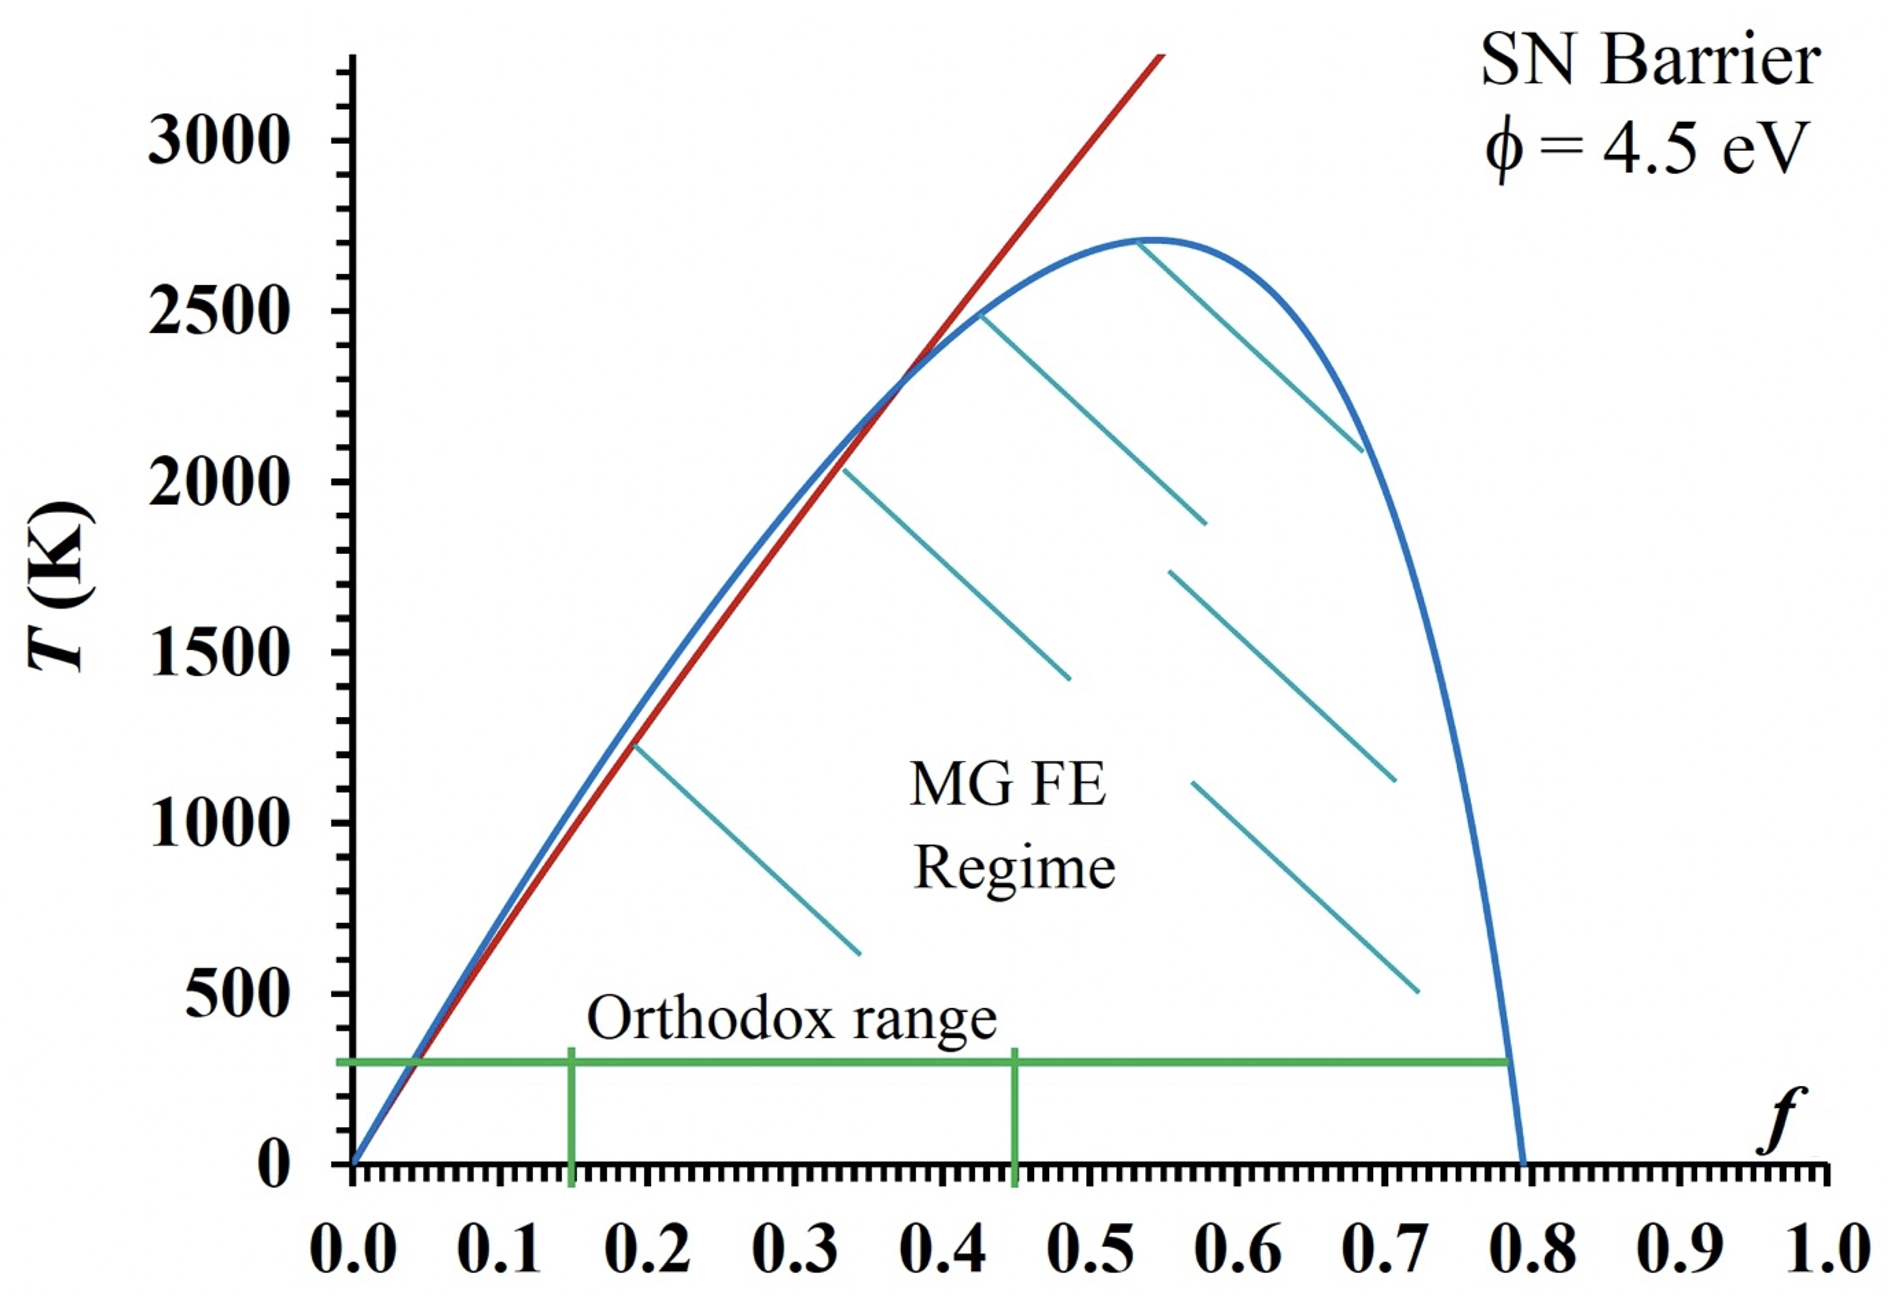 SN Barrier
ϕ = 4.5 eV
3000
2500
2000
1500
1000
500
0
T (K)
MG FE
Regime
Orthodox range
f
0.0 0.1 0.2 0.3 0.4 0.5 0.6 0.7 0.8 0.9 1.0